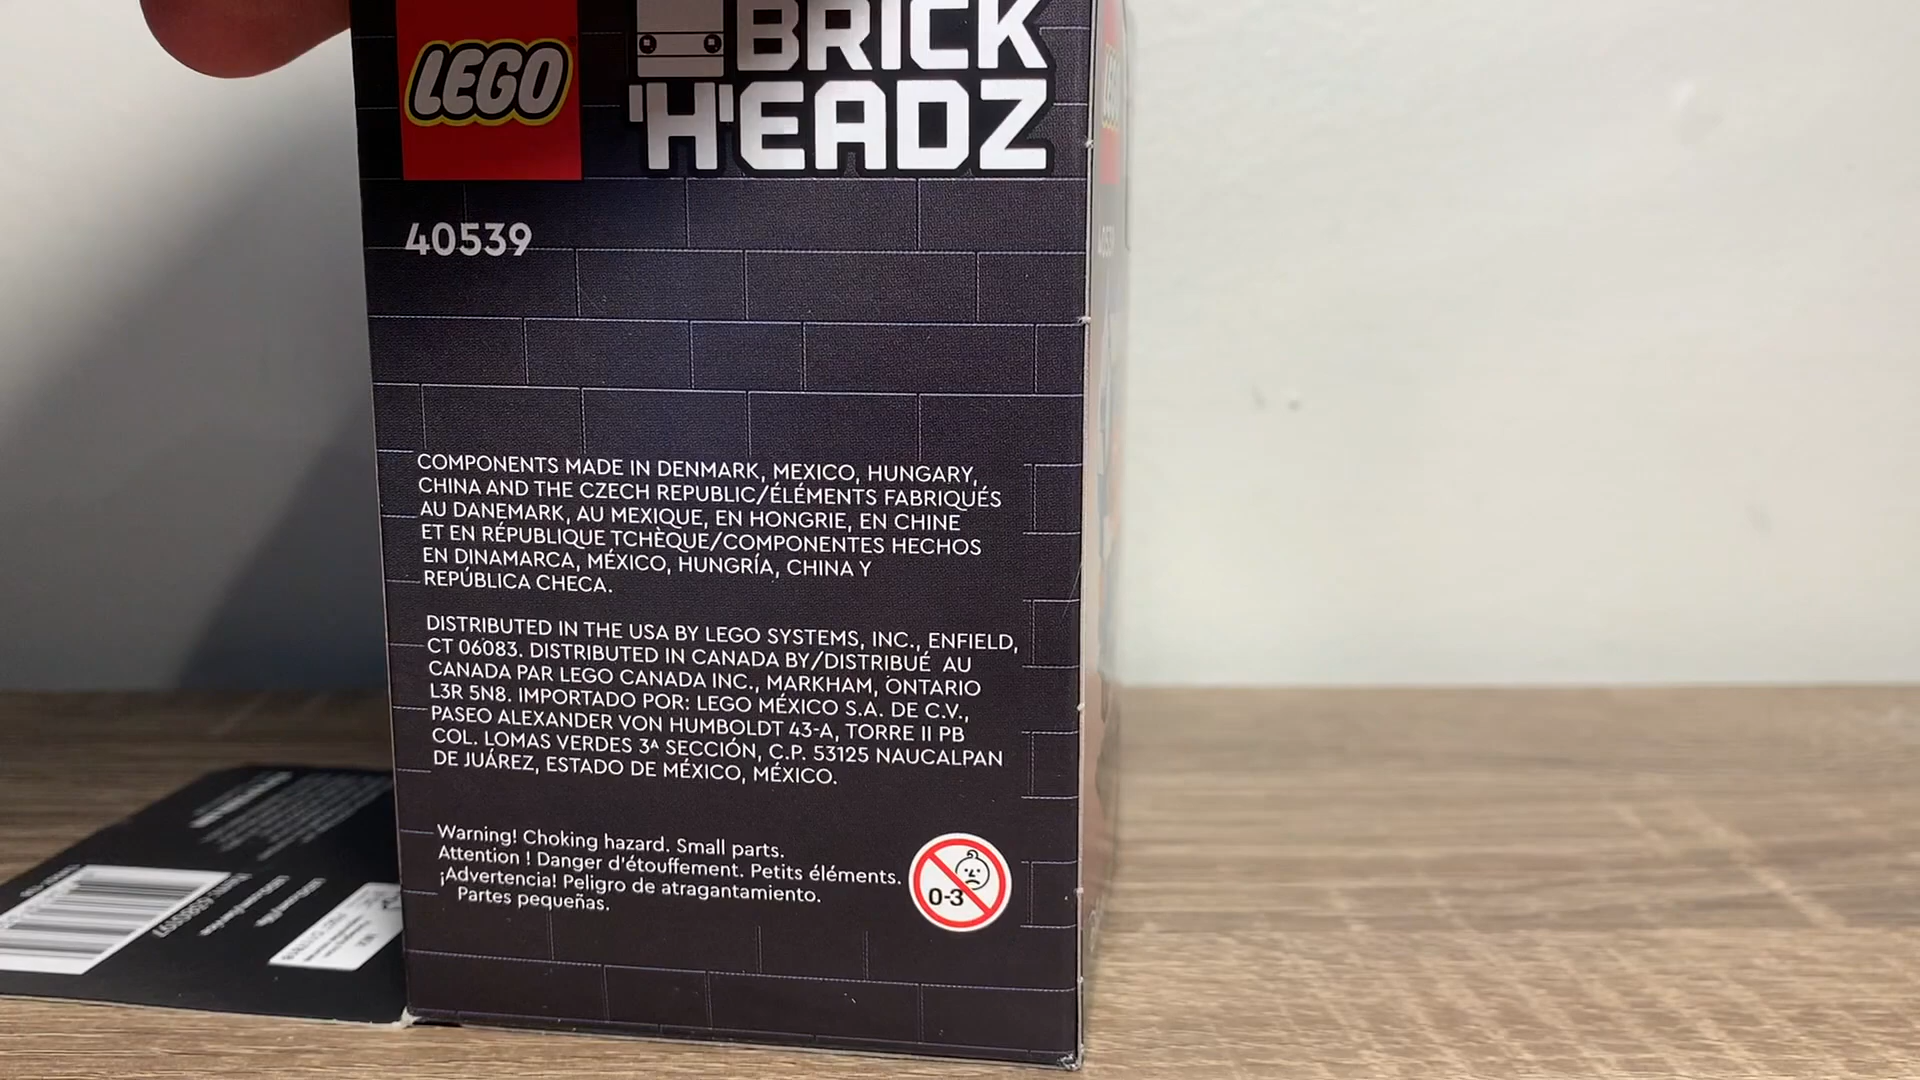 LEGO
BRICK
'H'EADZ
40539
COMPONENTS MADE IN DENMARK, MEXICO, HUNGARY,
CHINA AND THE CZECH REPUBLIC/ÉLÉMENTS FABRIQUÉS
AU DANEMARK, AU MEXIQUE, EN HONGRIE, EN CHINE
ET EN RÉPUBLIQUE TCHÈQUE/COMPONENTES HECHOS
EN DINAMARCA, MÉXICO, HUNGRÍA, CHINA Y
REPÚBLICA CHECA.
DISTRIBUTED IN THE USA BY LEGO SYSTEMS, INC., ENFIELD,
CT 06083. DISTRIBUTED IN CANADA BY/DISTRIBUÉ AU
CANADA PAR LEGO CANADA INC., MARKHAM, ONTARIO
L3R 5N8. IMPORTADO POR: LEGO MÉXICO S.A. DE C.V.,
PASEO ALEXANDER VON HUMBOLDT 43-A, TORRE II PB
COL. LOMAS VERDES 3ᴬ SECCIÓN, C.P. 53125 NAUCALPAN
DE JUÁREZ, ESTADO DE MÉXICO, MÉXICO.
Warning! Choking hazard. Small parts.
Attention ! Danger d'étouffement. Petits éléments.
¡Advertencia! Peligro de atragantamiento.
Partes pequeñas.
0-3